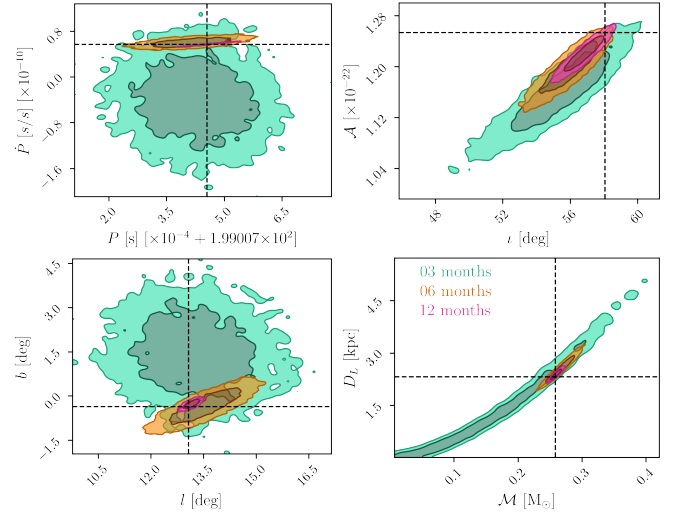 0.8
0.0
−0.8
−1.6
Ṗ [s/s] [×10⁻¹⁰]
2.0 3.5 5.0 6.5
P [s] [×10⁻⁴ + 1.99007×10²]
1.28
1.20
1.12
1.04
𝒜 [×10⁻²²]
48 52 56 60
ι [deg]
4.5
3.0
1.5
0.0
−1.5
b [deg]
10.5 12.0 13.5 15.0 16.5
l [deg]
03 months
06 months
12 months
4.5
3.0
1.5
D_L [kpc]
0.1 0.2 0.3 0.4
ℳ [M⊙]